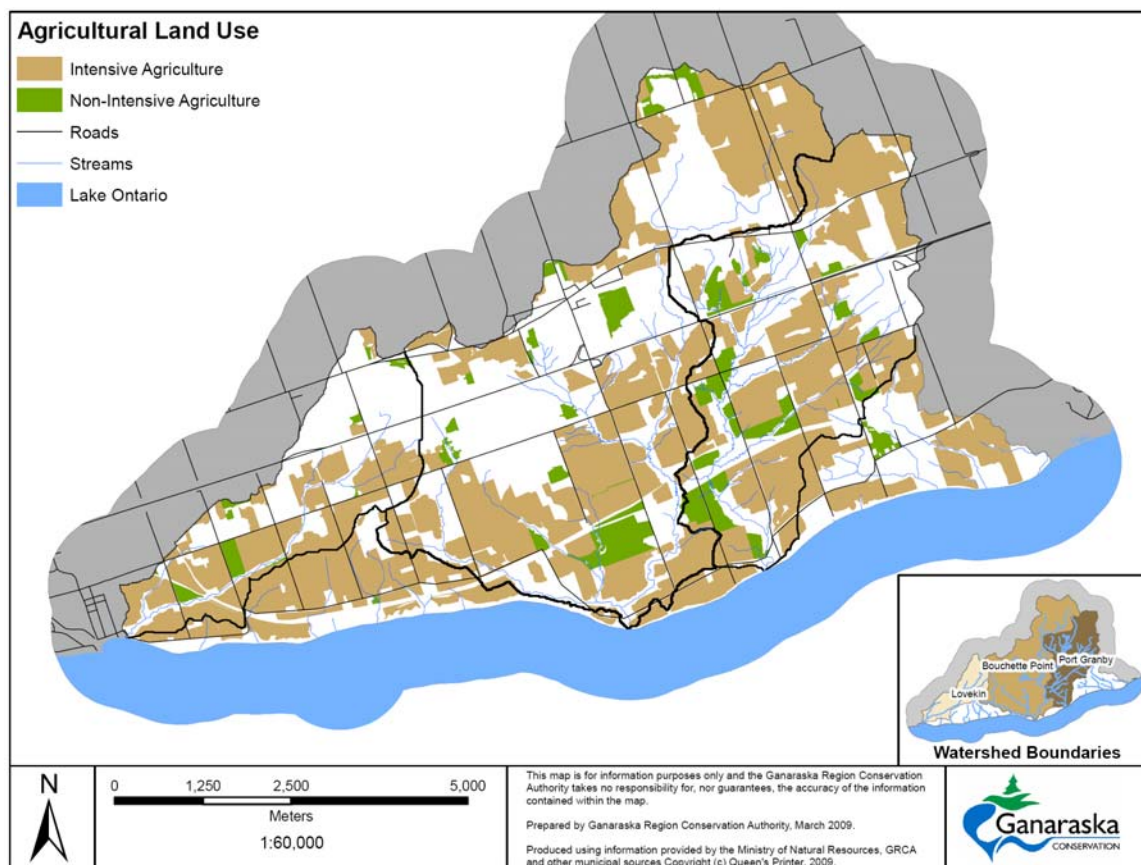 Agricultural Land Use
Intensive Agriculture
Non-Intensive Agriculture
Roads
Streams
Lake Ontario
Bouchette Point
Port Granby
Lovekin
Watershed Boundaries
N
0 1,250 2,500 5,000
Meters
1:60,000
This map is for information purposes only and the Ganaraska Region Conservation
Authority takes no responsibility for, nor guarantees, the accuracy of the information
contained within the map.
Prepared by Ganaraska Region Conservation Authority, March 2009.
Produced using information provided by the Ministry of Natural Resources, GRCA
and other municipal sources Copyright (c) Queen's Printer, 2009.
Ganaraska
CONSERVATION